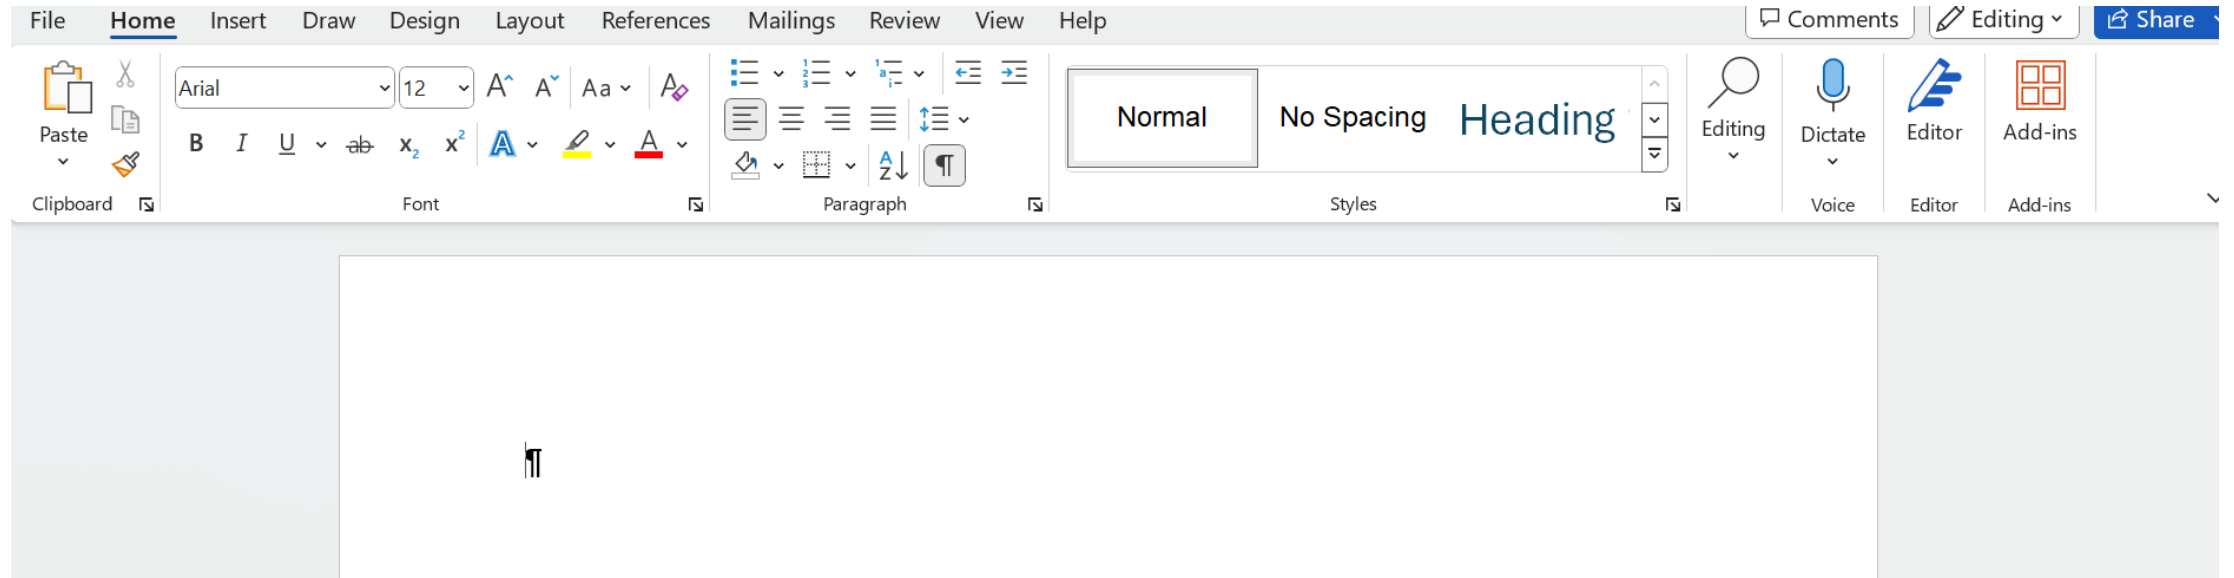 File Home Insert Draw Design Layout References Mailings Review View Help Comments Editing Share
Arial 12 A A Aa A
Paste
B I U ab x2 x2 A A
A Z ¶
Normal No Spacing Heading
Editing Dictate Editor Add-ins
Clipboard Font Paragraph Styles Voice Editor Add-ins
¶